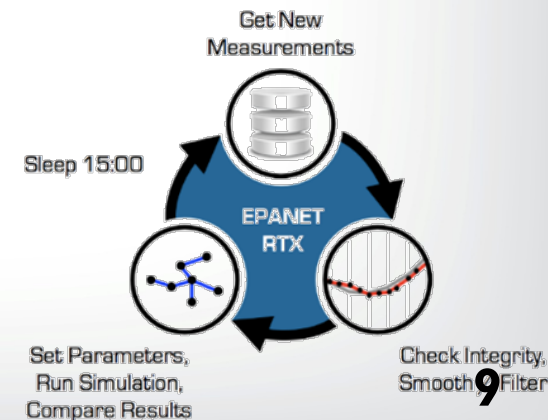 Get New
Measurements
Sleep 15:00
EPANET
RTX
Set Parameters,
Run Simulation,
Compare Results
Check Integrity,
Smooth Filter
9